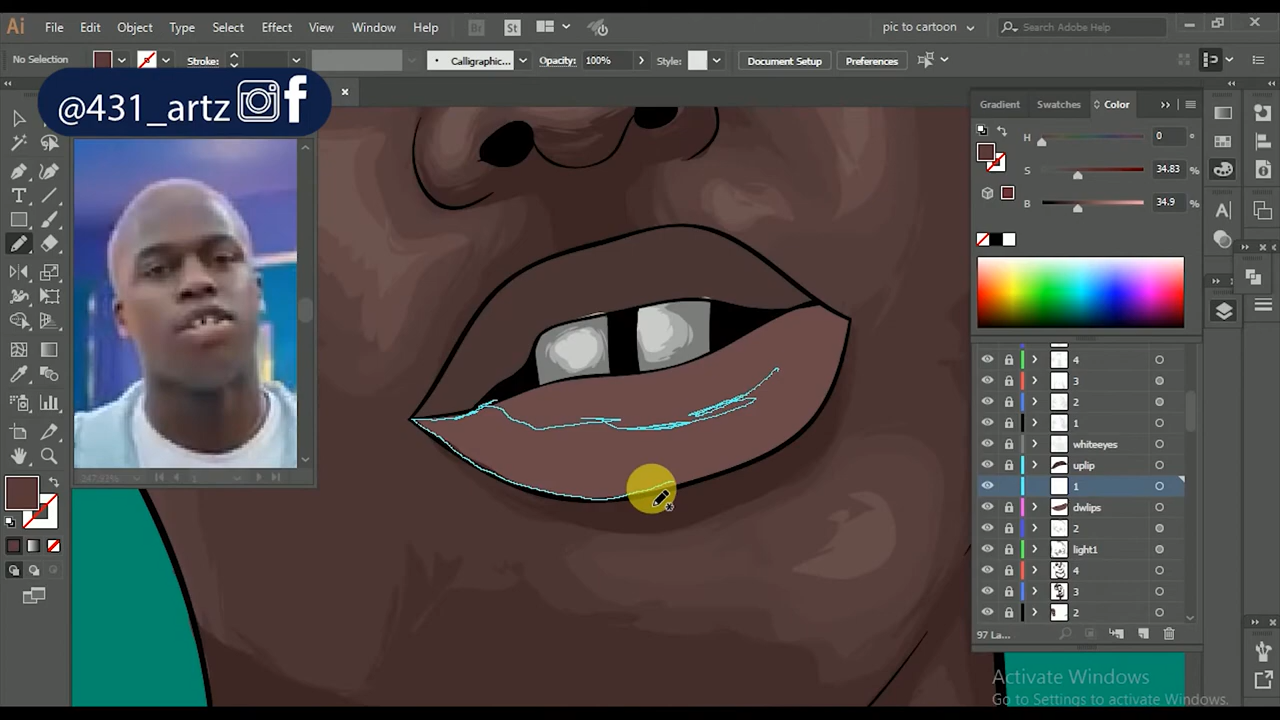 Ai File Edit Object Type Select Effect View Window Help Br St pic to cartoon Search Adobe Help
No Selection Stroke: Calligraphic... Opacity: 100% Style: Document Setup Preferences
@431_artz
Gradient Swatches Color
H 0 °
S 34.83 %
B 34.9 %
4
3
2
1
whiteeyes
uplip
1
dwlips
2
light1
4
3
2
97 La...
Activate Windows
Go to Settings to activate Windows.